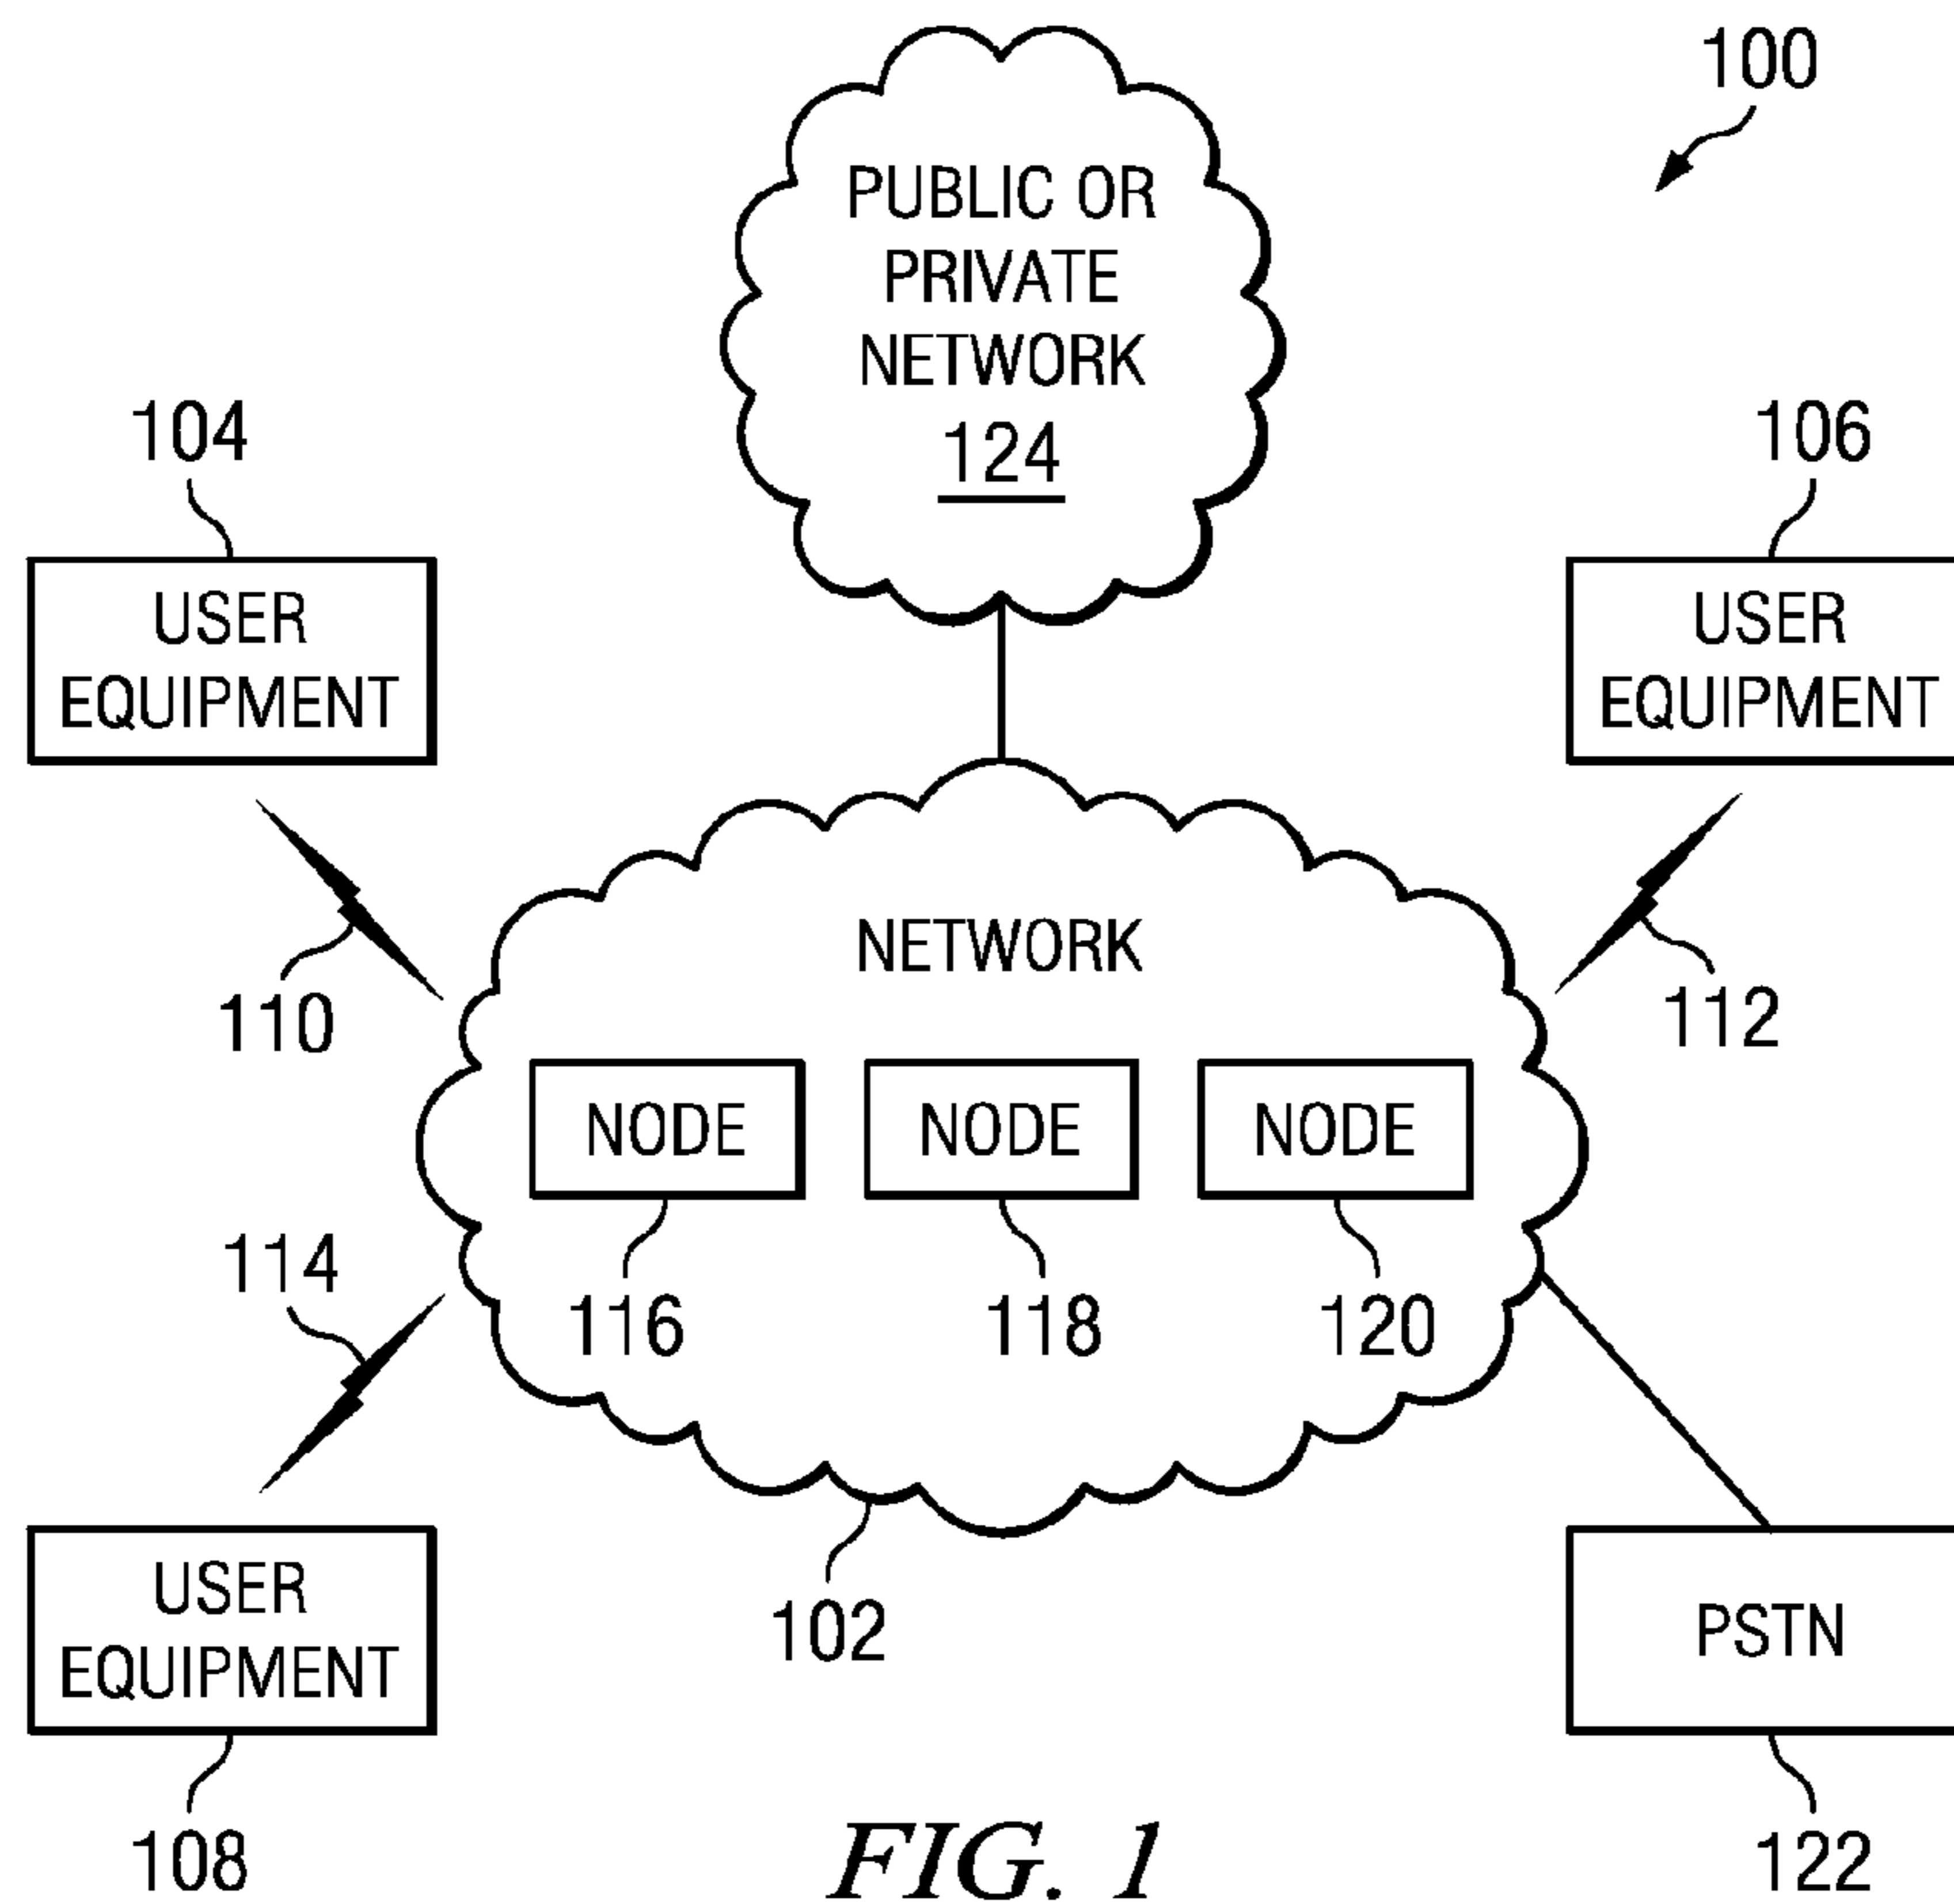 100
PUBLIC OR
PRIVATE
NETWORK
124
104
106
USER
EQUIPMENT
USER
EQUIPMENT
NETWORK
110
112
NODE
NODE
NODE
114
116
118
120
102
USER
EQUIPMENT
PSTN
108
122
FIG. 1